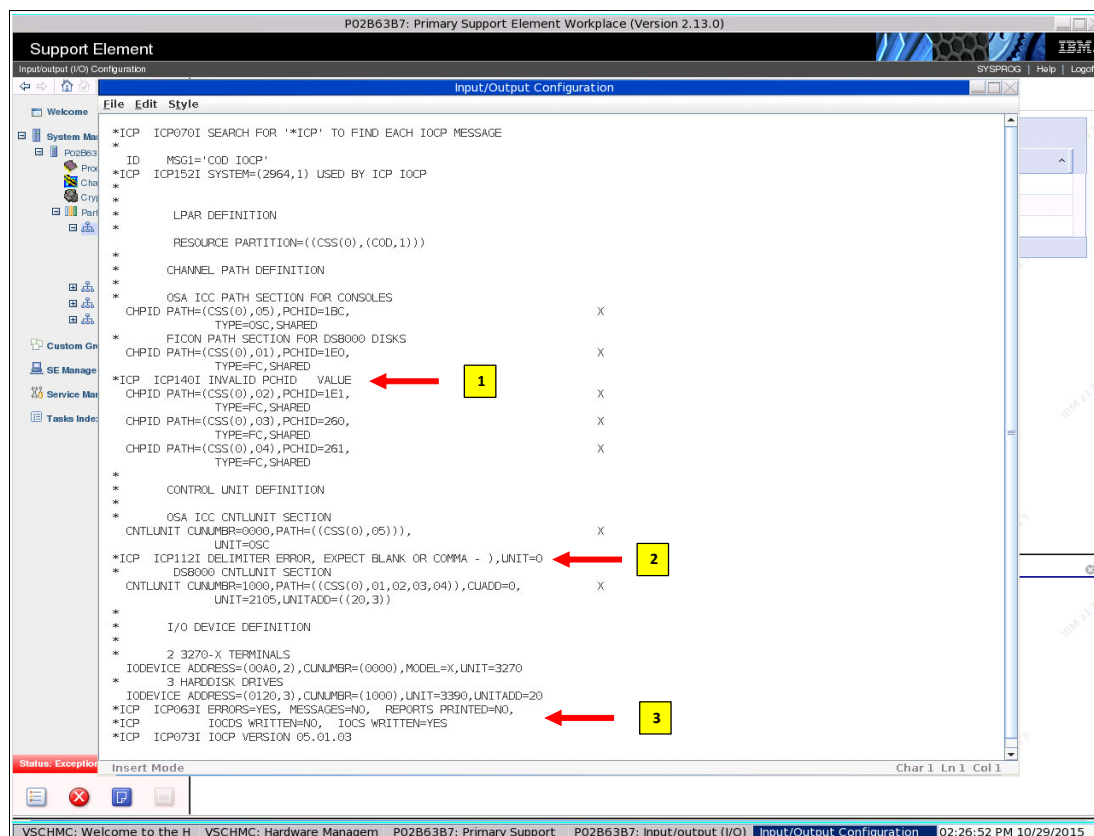 P02B63B7: Primary Support Element Workplace (Version 2.13.0)
Support Element
IBM.
Input/output (I/O) Configuration
SYSPROG | Help | Logof
Input/Output Configuration
File Edit Style
Welcome
System Ma
P02B63
Pro
Cha
Cry
Part
Custom Gr
SE Manage
Service Ma
Tasks Inde
*ICP ICP070I SEARCH FOR '*ICP' TO FIND EACH IOCP MESSAGE
*
ID MSG1='COD IOCP'
*ICP ICP152I SYSTEM=(2964,1) USED BY ICP IOCP
*
*
* LPAR DEFINITION
*
RESOURCE PARTITION=((CSS(0),(COD,1)))
*
* CHANNEL PATH DEFINITION
*
* OSA ICC PATH SECTION FOR CONSOLES
CHPID PATH=(CSS(0),05),PCHID=1BC, X
TYPE=OSC,SHARED
* FICON PATH SECTION FOR DS8000 DISKS
CHPID PATH=(CSS(0),01),PCHID=1E0, X
TYPE=FC,SHARED
*ICP ICP140I INVALID PCHID VALUE
1
CHPID PATH=(CSS(0),02),PCHID=1E1, X
TYPE=FC,SHARED
CHPID PATH=(CSS(0),03),PCHID=260, X
TYPE=FC,SHARED
CHPID PATH=(CSS(0),04),PCHID=261, X
TYPE=FC,SHARED
*
* CONTROL UNIT DEFINITION
*
* OSA ICC CNTLUNIT SECTION
CNTLUNIT CUNUMBR=0000,PATH=((CSS(0),05))), X
UNIT=OSC
*ICP ICP112I DELIMITER ERROR, EXPECT BLANK OR COMMA - ),UNIT=O
2
* DS8000 CNTLUNIT SECTION
CNTLUNIT CUNUMBR=1000,PATH=((CSS(0),01,02,03,04)),CUADD=0, X
UNIT=2105,UNITADD=((20,3))
*
* I/O DEVICE DEFINITION
*
* 2 3270-X TERMINALS
IODEVICE ADDRESS=(00A0,2),CUNUMBR=(0000),MODEL=X,UNIT=3270
* 3 HARDDISK DRIVES
IODEVICE ADDRESS=(0120,3),CUNUMBR=(1000),UNIT=3390,UNITADD=20
*ICP ICP063I ERRORS=YES, MESSAGES=NO, REPORTS PRINTED=NO,
3
*ICP IOCDS WRITTEN=NO, IOCS WRITTEN=YES
*ICP ICP073I IOCP VERSION 05.01.03
Status: Exception
Insert Mode
Char 1 Ln 1 Col 1
VSCHMC: Welcome to the H
VSCHMC: Hardware Managem
P02B63B7: Primary Support
P02B63B7: Input/output (I/O)
Input/Output Configuration
02:26:52 PM 10/29/2015